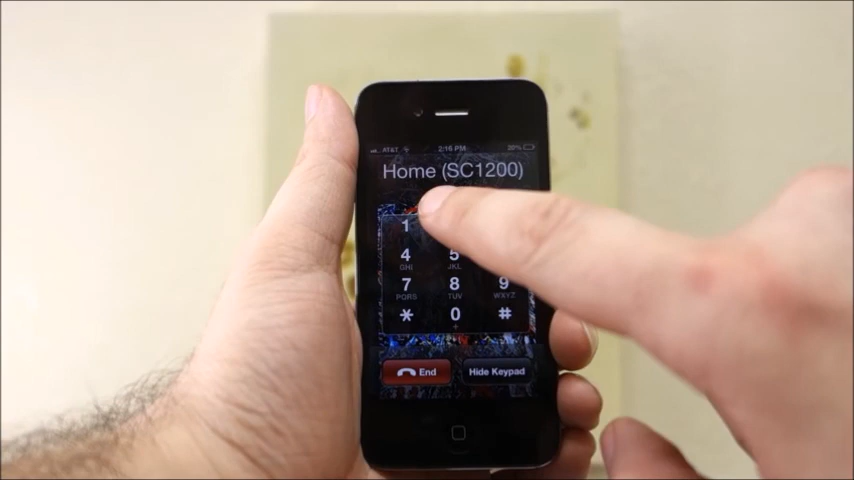 AT&T 2:16 PM 20%
Home (SC1200)
1
4 5
GHI JKL
7 8 9
PQRS TUV WXYZ
* 0 #
+
End Hide Keypad